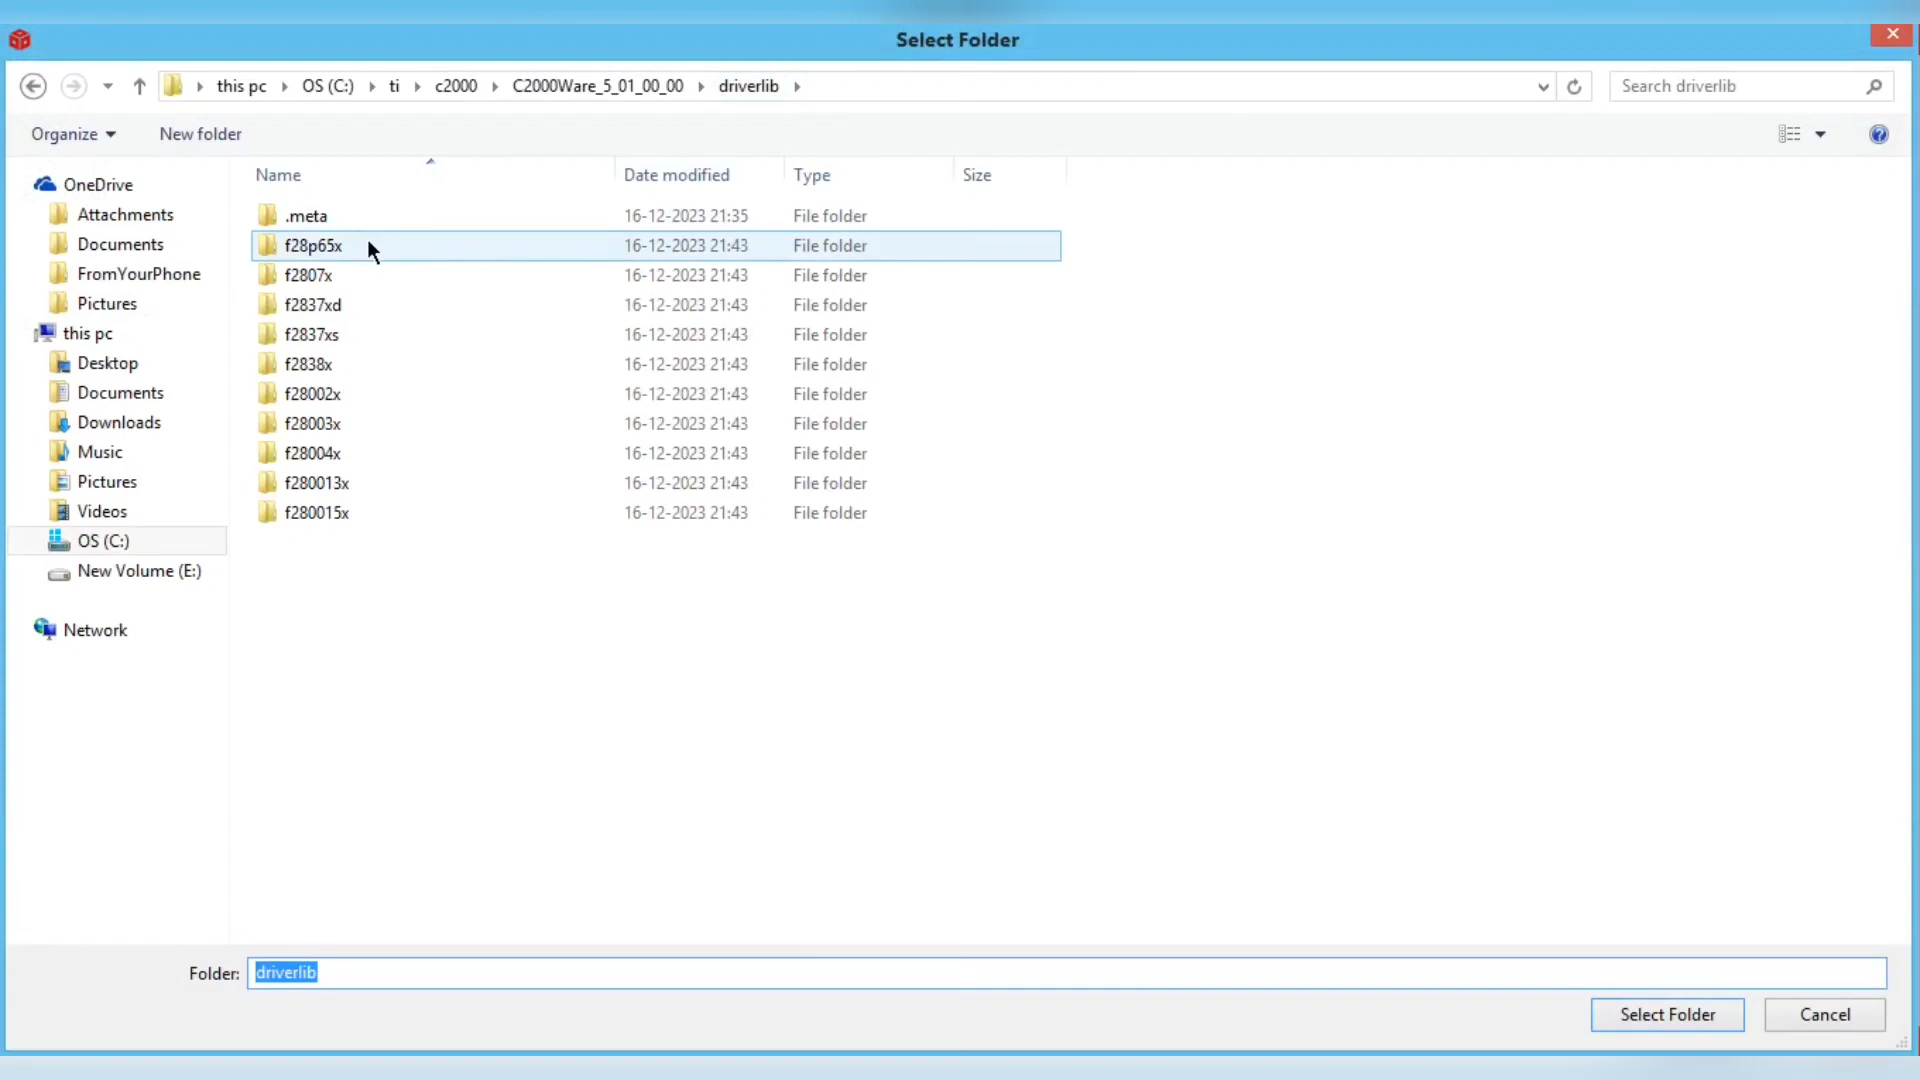 Select Folder
this pc OS (C:) ti c2000 C2000Ware_5_01_00_00 driverlib Search driverlib
Organize New folder
Name Date modified Type Size
OneDrive
Attachments
Documents
FromYourPhone
Pictures
this pc
Desktop
Documents
Downloads
Music
Pictures
Videos
OS (C:)
New Volume (E:)
Network
.meta 16-12-2023 21:35 File folder
f28p65x 16-12-2023 21:43 File folder
f2807x 16-12-2023 21:43 File folder
f2837xd 16-12-2023 21:43 File folder
f2837xs 16-12-2023 21:43 File folder
f2838x 16-12-2023 21:43 File folder
f28002x 16-12-2023 21:43 File folder
f28003x 16-12-2023 21:43 File folder
f28004x 16-12-2023 21:43 File folder
f280013x 16-12-2023 21:43 File folder
f280015x 16-12-2023 21:43 File folder
Folder: driverlib
Select Folder Cancel